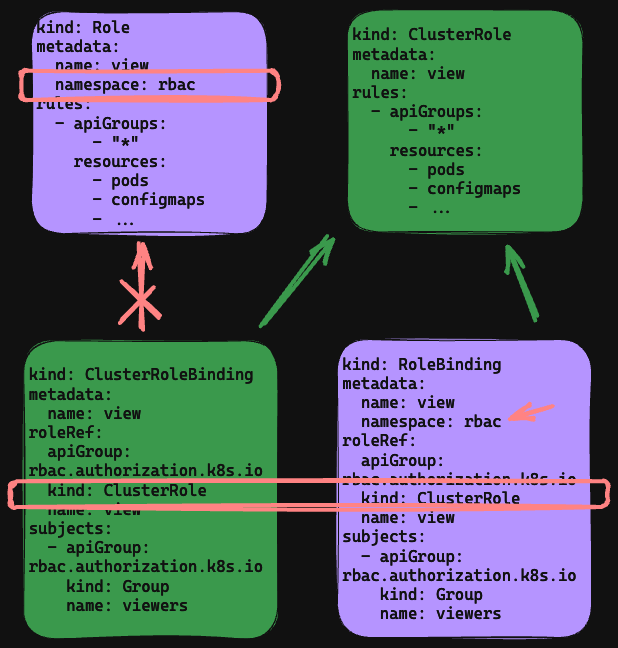 kind: Role
metadata:
  name: view
  namespace: rbac
rules:
  - apiGroups:
      - "*"
    resources:
      - pods
      - configmaps
      - ...
kind: ClusterRole
metadata:
  name: view
rules:
  - apiGroups:
      - "*"
    resources:
      - pods
      - configmaps
      - ...
kind: ClusterRoleBinding
metadata:
  name: view
roleRef:
  apiGroup:
rbac.authorization.k8s.io
  kind: ClusterRole
  name: view
subjects:
  - apiGroup:
rbac.authorization.k8s.io
    kind: Group
    name: viewers
kind: RoleBinding
metadata:
  name: view
  namespace: rbac
roleRef:
  apiGroup:
rbac.authorization.k8s.io
  kind: ClusterRole
  name: view
subjects:
  - apiGroup:
rbac.authorization.k8s.io
    kind: Group
    name: viewers